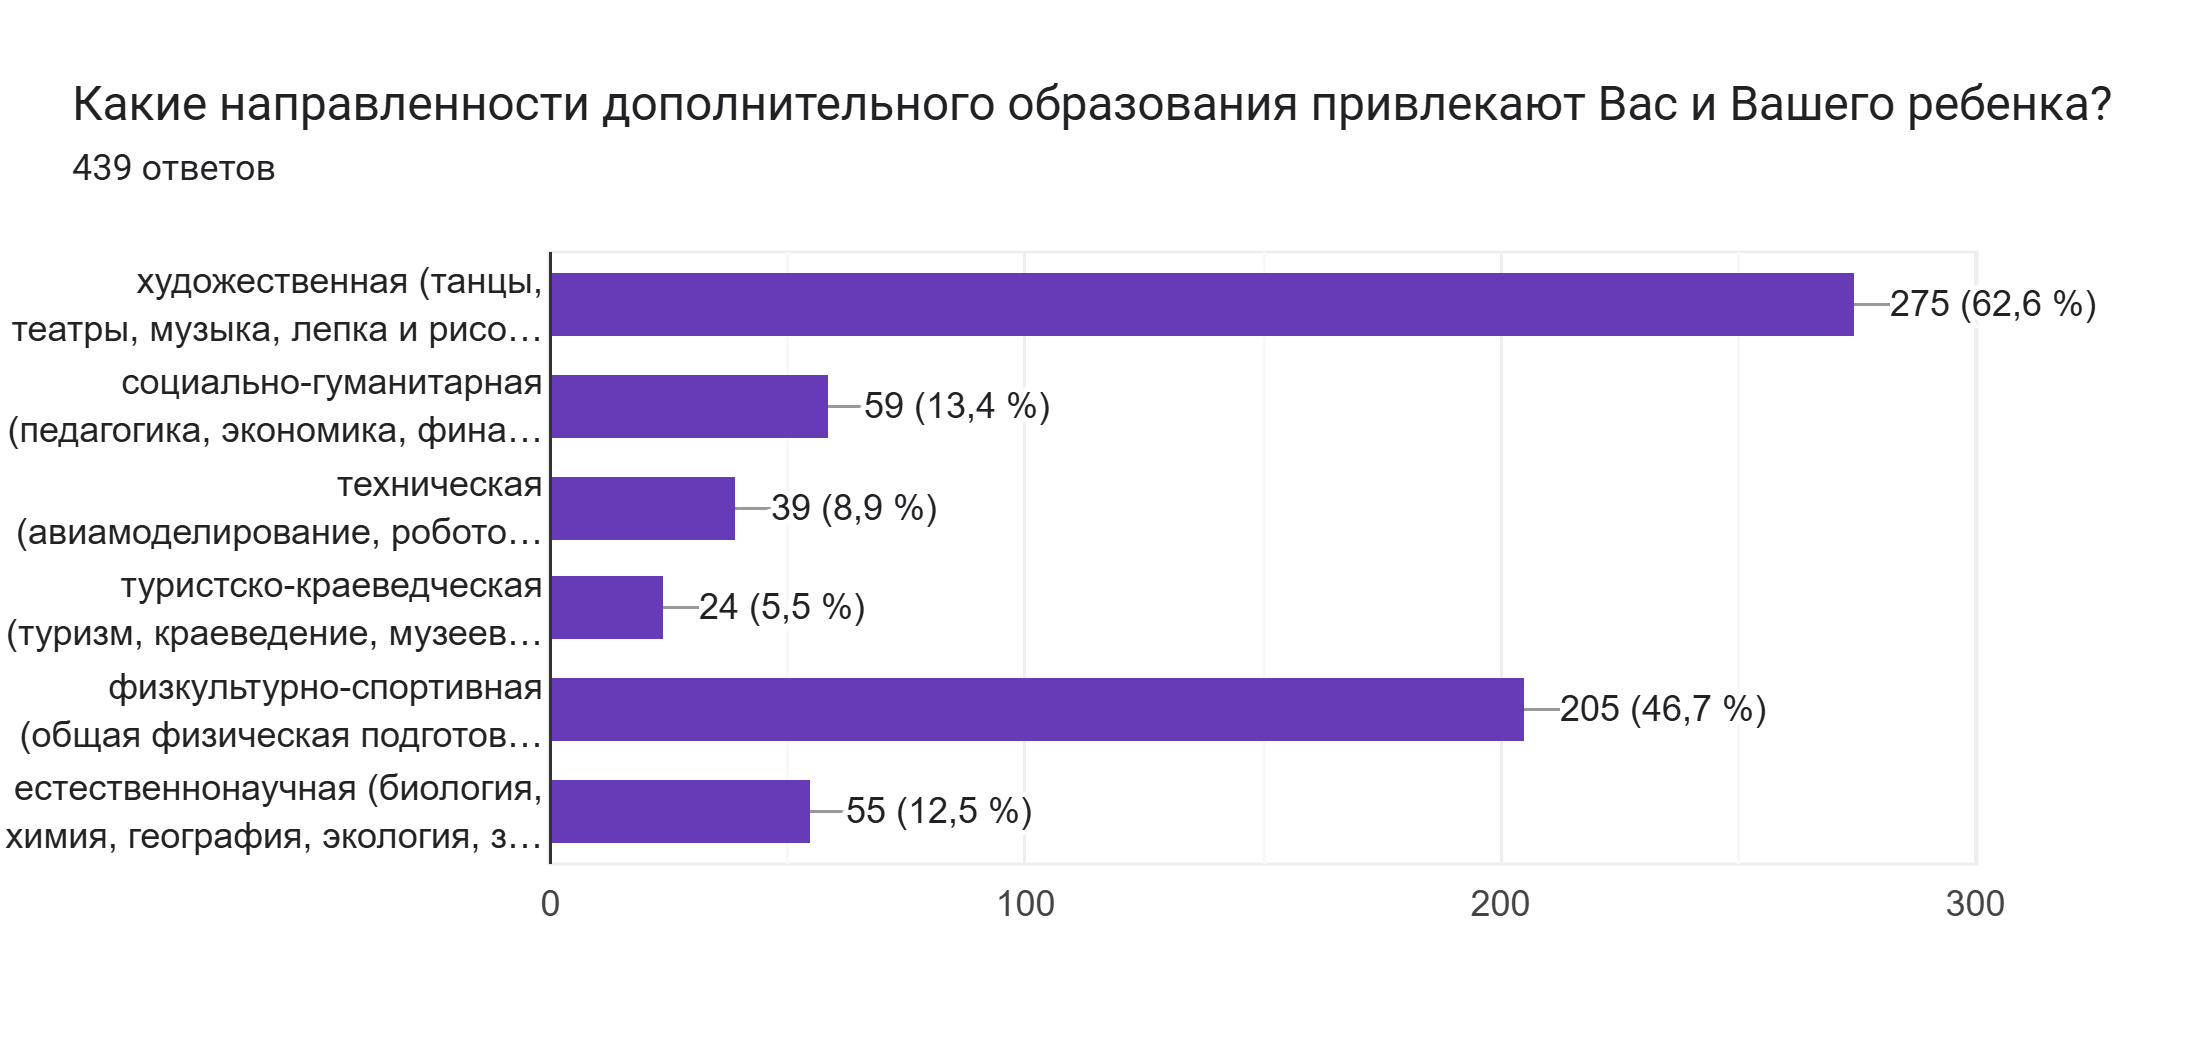 Какие направленности дополнительного образования привлекают Вас и Вашего ребенка?
439 ответов
художественная (танцы,
театры, музыка, лепка и рисо…
275 (62,6 %)
социально-гуманитарная
(педагогика, экономика, фина…
59 (13,4 %)
техническая
(авиамоделирование, робото…
39 (8,9 %)
туристско-краеведческая
(туризм, краеведение, музеев…
24 (5,5 %)
физкультурно-спортивная
(общая физическая подготов…
205 (46,7 %)
естественнонаучная (биология,
химия, география, экология, з…
55 (12,5 %)
0 100 200 300